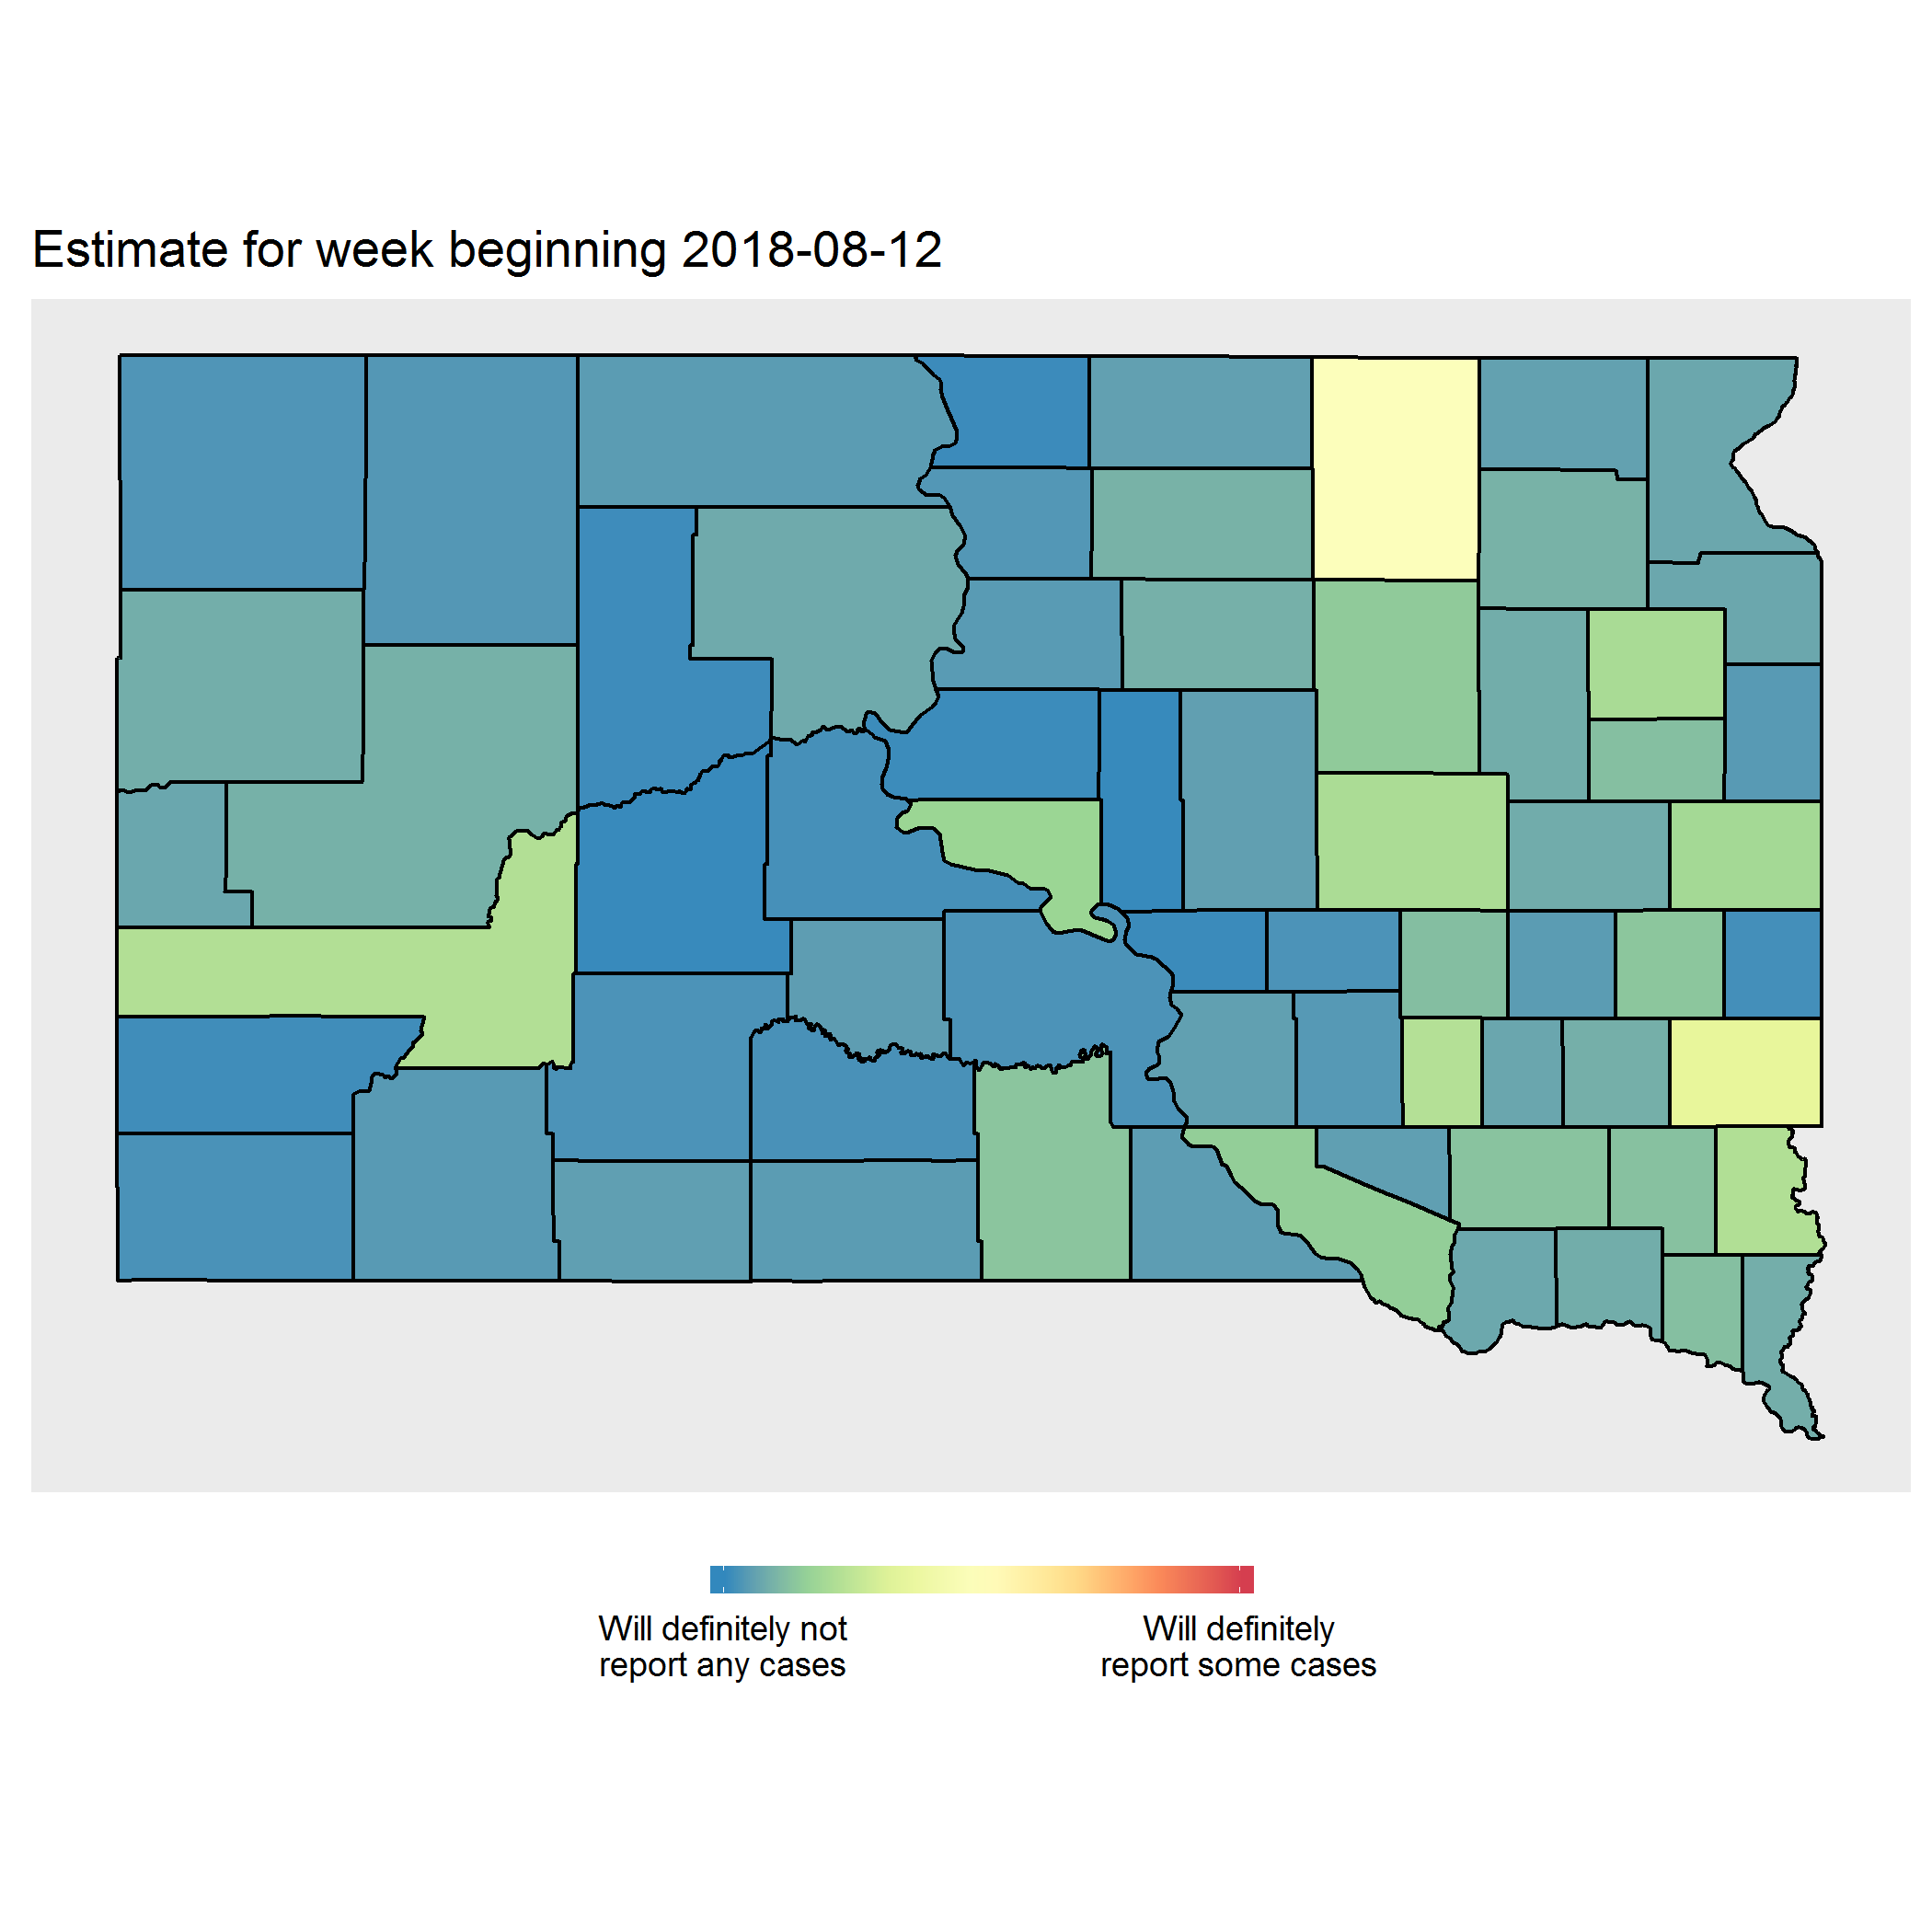 Estimate for week beginning 2018-08-12
Will definitely not
report any cases
Will definitely
report some cases